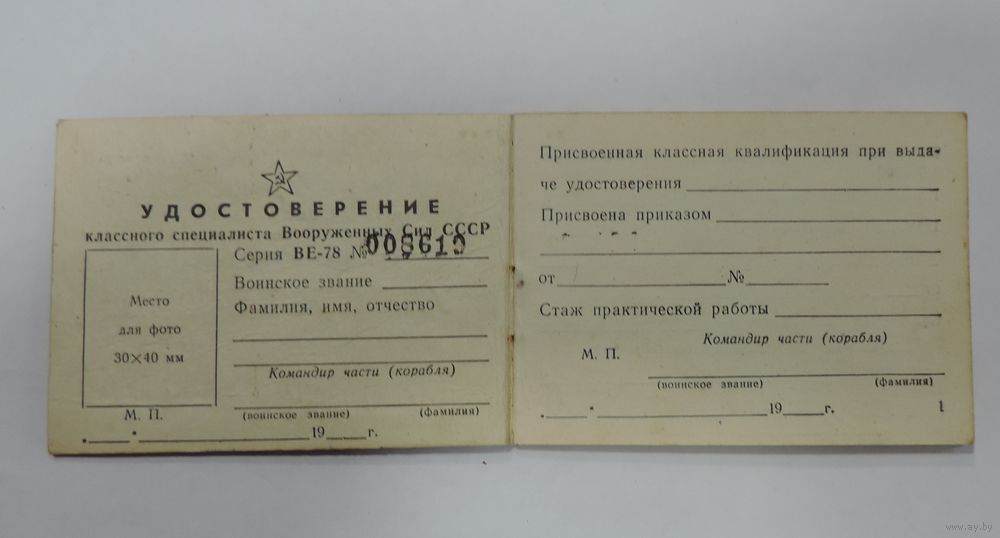 УДОСТОВЕРЕНИЕ
классного специалиста Вооруженных Сил СССР
Серия ВЕ-78 № 008619
Воинское звание
Фамилия, имя, отчество
Место
для фото
30×40 мм
Командир части (корабля)
М. П.
(воинское звание) (фамилия)
19 г.
Присвоенная классная квалификация при выда-
че удостоверения
Присвоена приказом
от №
Стаж практической работы
Командир части (корабля)
М. П.
(воинское звание) (фамилия)
19 г.
1
www.ay.by